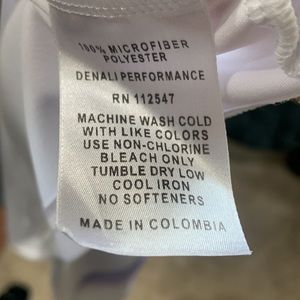 100% MICROFIBER
POLYESTER
DENALI PERFORMANCE
RN 112547
MACHINE WASH COLD
WITH LIKE COLORS
USE NON-CHLORINE
BLEACH ONLY
TUMBLE DRY LOW
COOL IRON
NO SOFTENERS
MADE IN COLOMBIA